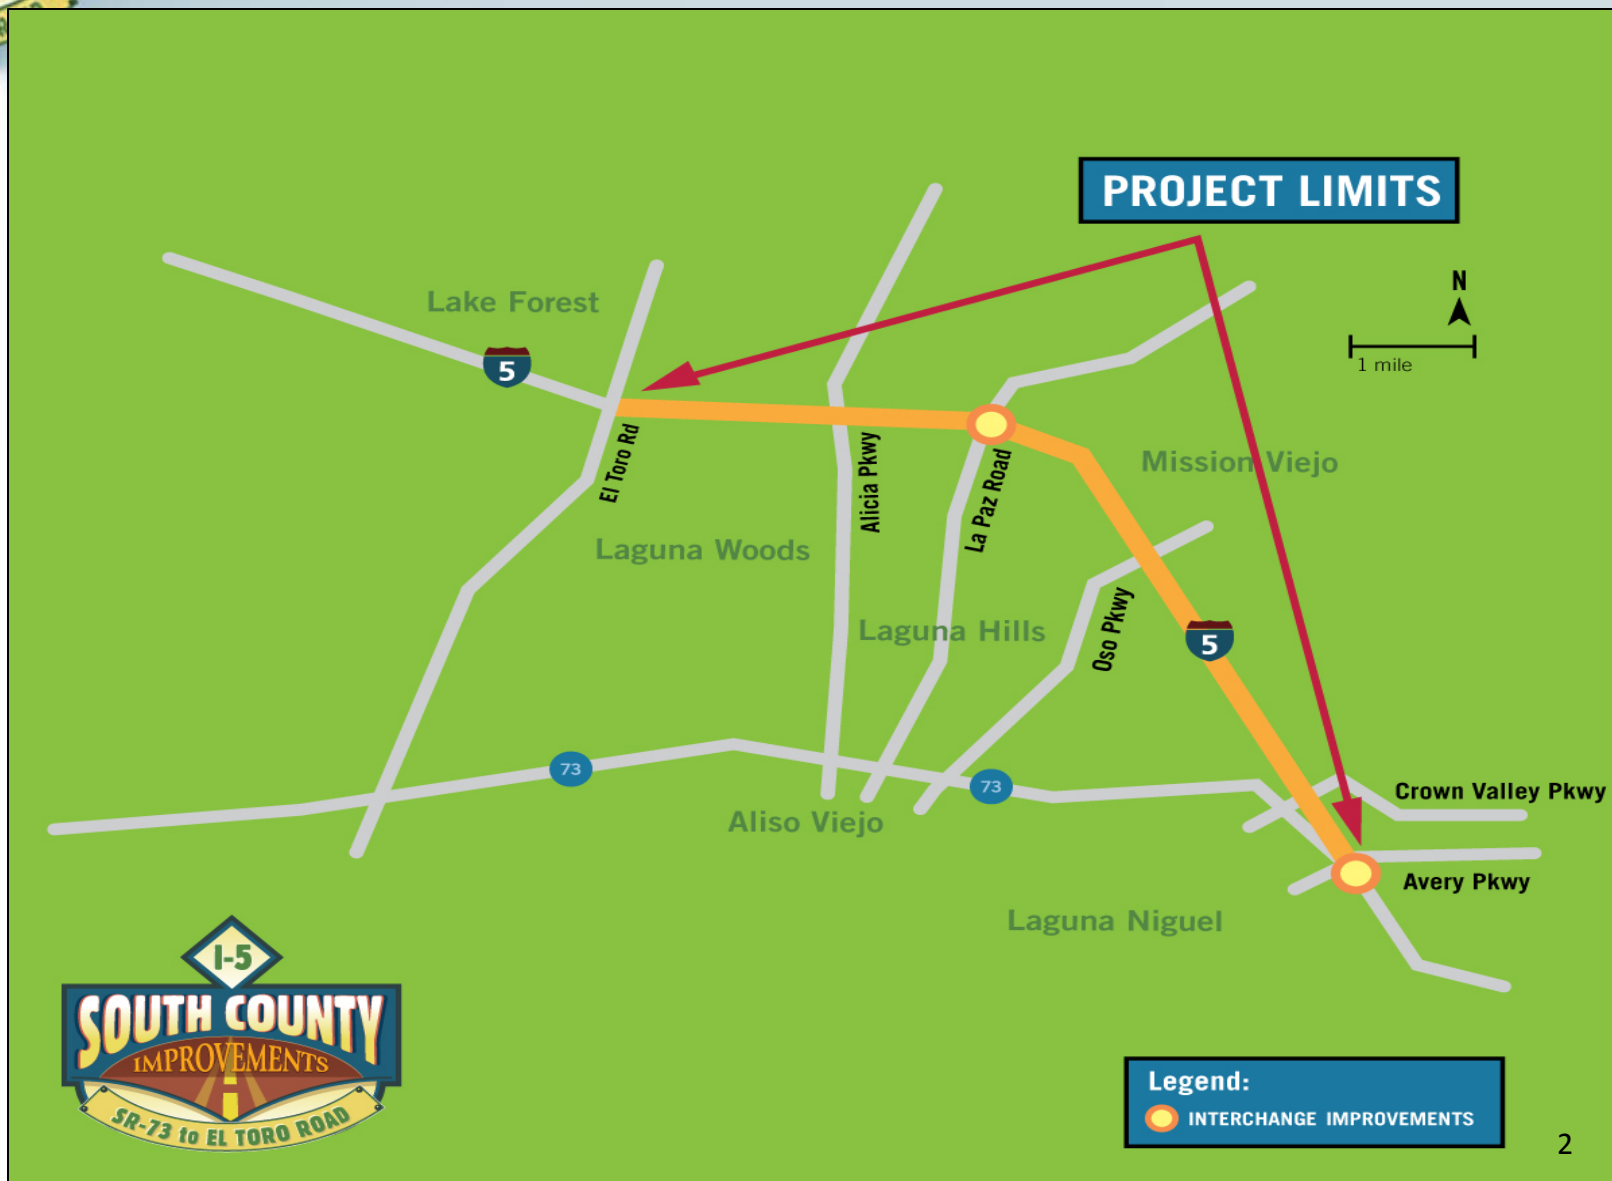 PROJECT LIMITS
N
1 mile
Lake Forest
5
El Toro Rd
Alicia Pkwy
La Paz Road
Mission Viejo
Laguna Woods
Laguna Hills
Oso Pkwy
5
73
73
Crown Valley Pkwy
Aliso Viejo
Avery Pkwy
Laguna Niguel
I-5
SOUTH COUNTY
IMPROVEMENTS
SR-73 to EL TORO ROAD
Legend:
INTERCHANGE IMPROVEMENTS
2